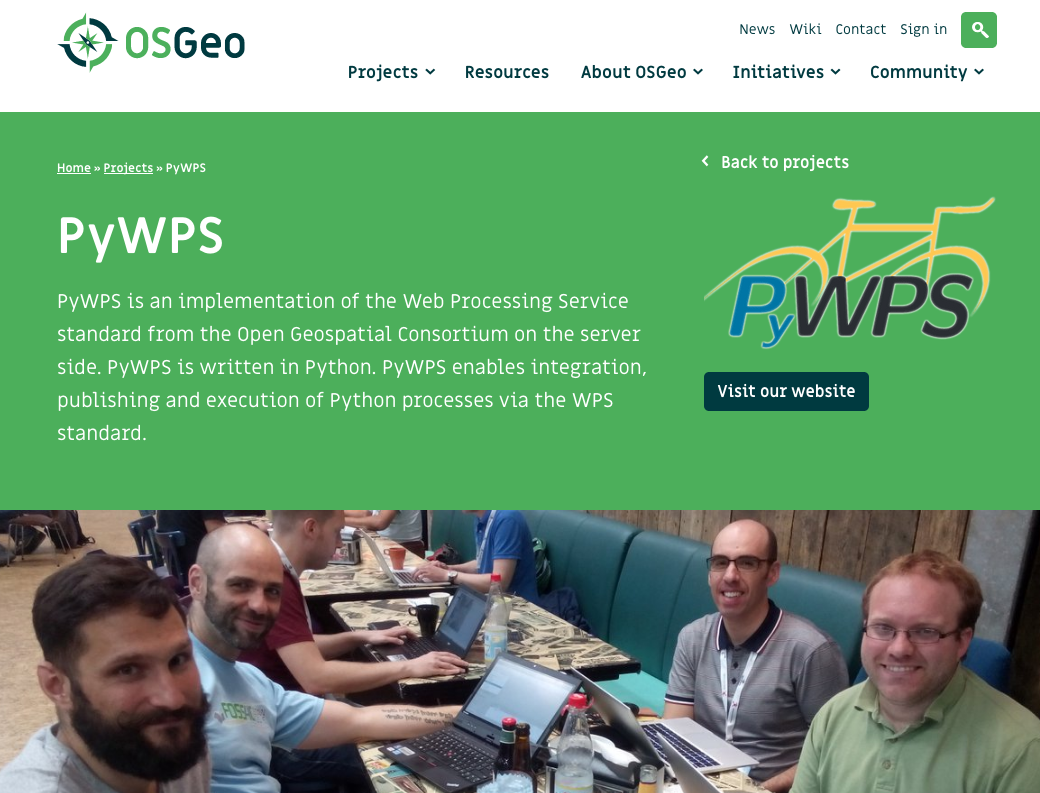 OSGeo
News Wiki Contact Sign in
Projects Resources About OSGeo Initiatives Community
Home » Projects » PyWPS
Back to projects
PyWPS
PyWPS is an implementation of the Web Processing Service
standard from the Open Geospatial Consortium on the server
side. PyWPS is written in Python. PyWPS enables integration,
publishing and execution of Python processes via the WPS
standard.
PyWPS
Visit our website